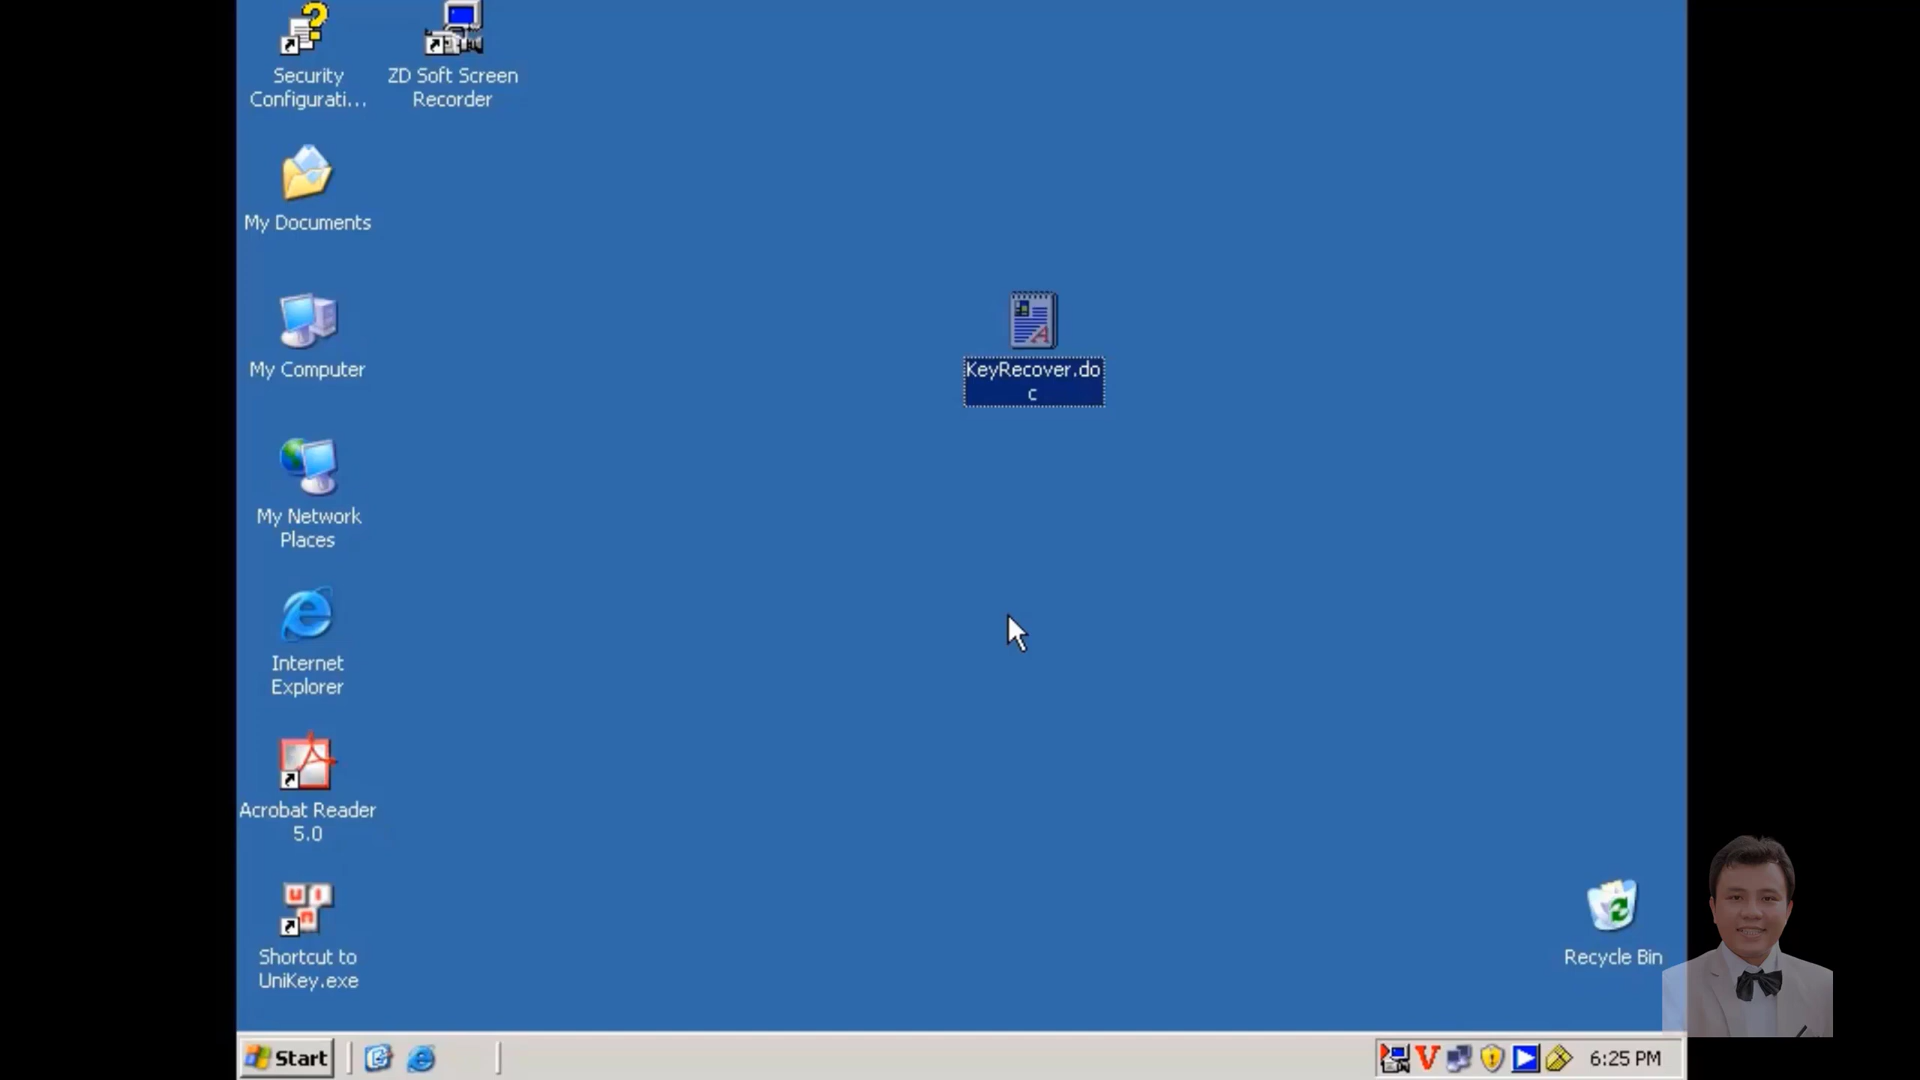 Security
Configurati...
ZD Soft Screen
Recorder
My Documents
My Computer
My Network
Places
Internet
Explorer
Acrobat Reader
5.0
Shortcut to
UniKey.exe
KeyRecover.do
c
Recycle Bin
Start
6:25 PM